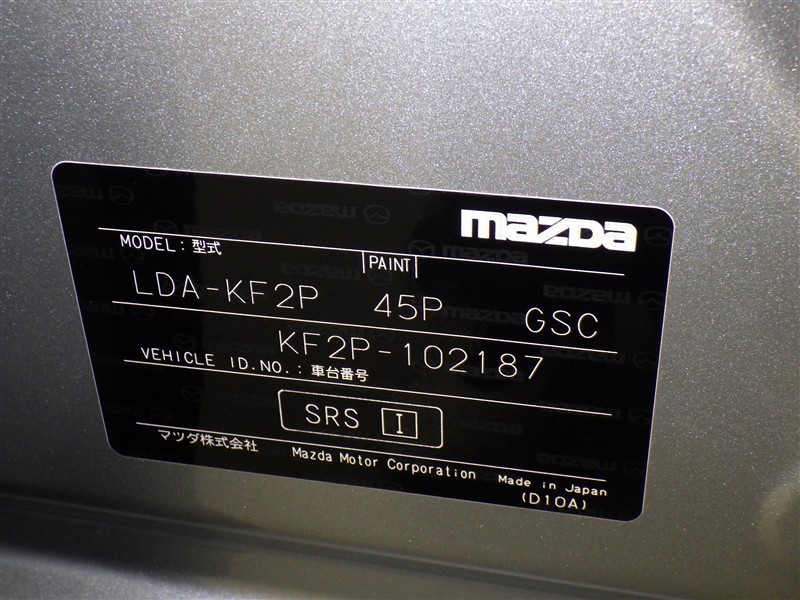 mazda
MODEL : 型式 PAINT
LDA-KF2P 45P GSC
KF2P-102187
VEHICLE ID.NO. : 車台番号
SRS I
マツダ株式会社 Mazda Motor Corporation Made in Japan
(D10A)